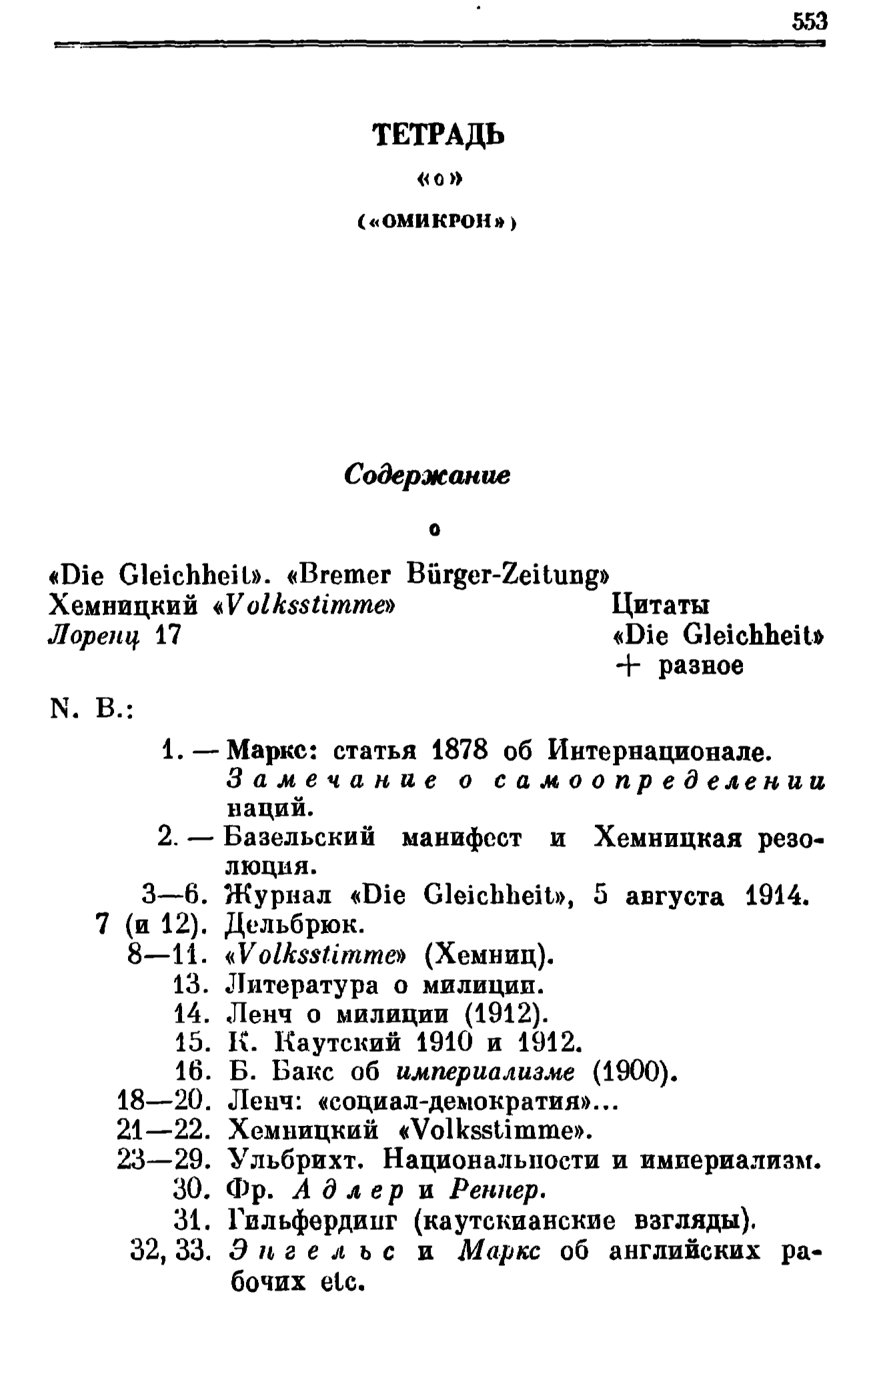 553
ТЕТРАДЬ
«о»
(«ОМИКРОН»)
Содержание
о
«Die Gleichheit». «Bremer Bürger-Zeitung»
Хемницкий «Volksstimme» Цитаты
Лоренц 17 «Die Gleichheit»
+ разное
N. B.:
1. — Маркс: статья 1878 об Интернационале.
Замечание о самоопределении
наций.
2. — Базельский манифест и Хемницкая резо-
люция.
3—6. Журнал «Die Gleichheit», 5 августа 1914.
7 (и 12). Дельбрюк.
8—11. «Volksstimme» (Хемниц).
13. Литература о милиции.
14. Ленч о милиции (1912).
15. К. Каутский 1910 и 1912.
16. Б. Бакс об империализме (1900).
18—20. Ленч: «социал-демократия»...
21—22. Хемницкий «Volksstimme».
23—29. Ульбрихт. Национальности и империализм.
30. Фр. Адлер и Реннер.
31. Гильфердинг (каутскианские взгляды).
32, 33. Энгельс и Маркс об английских ра-
бочих etc.